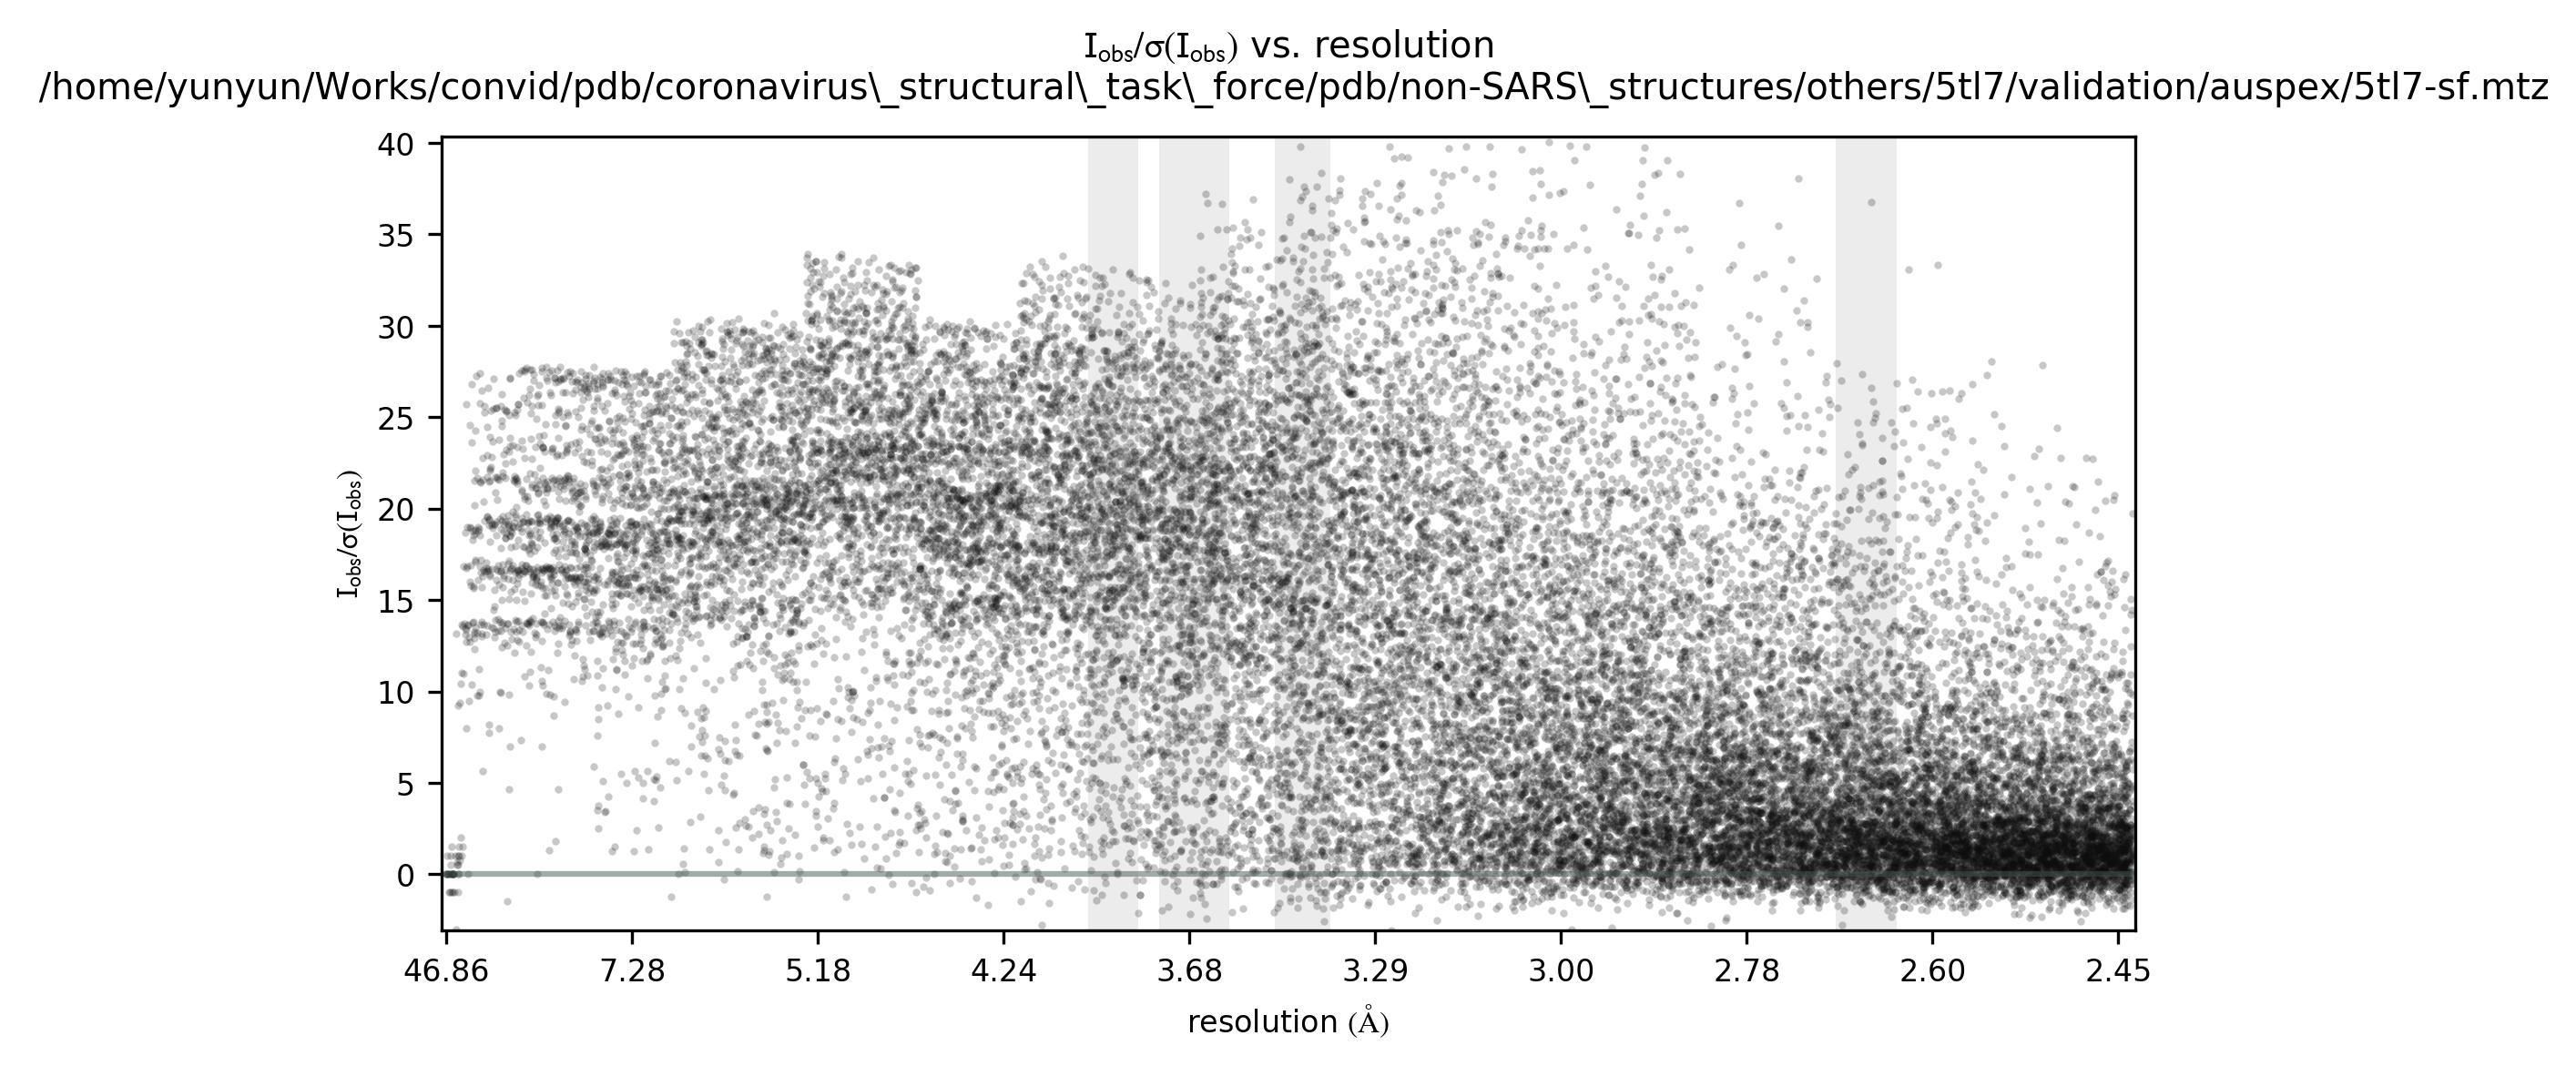 Iobs/σ(Iobs) vs. resolution
/home/yunyun/Works/convid/pdb/coronavirus\_structural\_task\_force/pdb/non-SARS\_structures/others/5tl7/validation/auspex/5tl7-sf.mtz
40
35
30
25
20
15
10
5
0
Iobs/σ(Iobs)
46.86 7.28 5.18 4.24 3.68 3.29 3.00 2.78 2.60 2.45
resolution (Å)